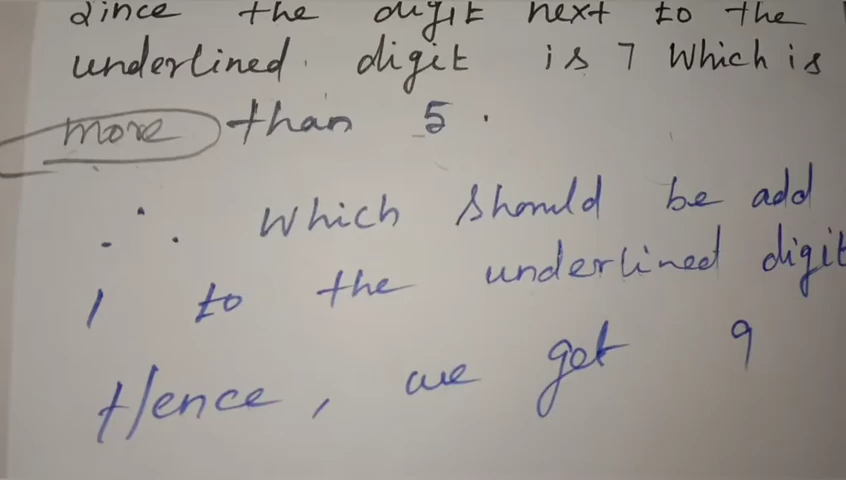 Since the digit next to the
underlined digit is 7 which is
more than 5.
∴ Which should be add
1 to the underlined digit
Hence, we get 9